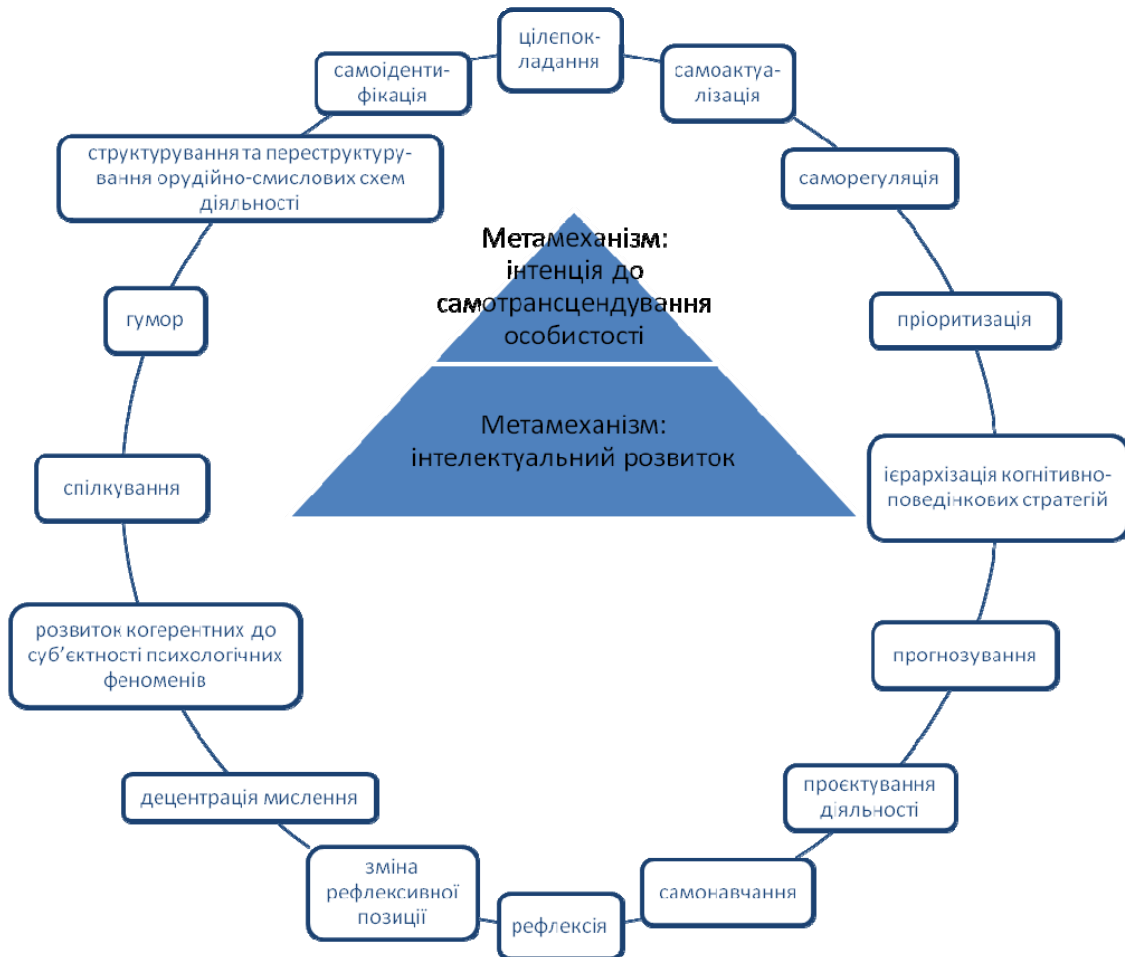 цілепок-
ладання
самоактуа-
лізація
саморегуляція
пріоритизація
ієрархізація когнітивно-
поведінкових стратегій
прогнозування
проєктування
діяльності
самонавчання
рефлексія
зміна
рефлексивної
позиції
децентрація мислення
розвиток когерентних до
суб’єктності психологічних
феноменів
спілкування
гумор
структурування та переструктуру-
вання орудійно-смислових схем
діяльності
самоіденти-
фікація
Метамеханізм:
інтенція до
самотрансцендування
особистості
Метамеханізм:
інтелектуальний розвиток